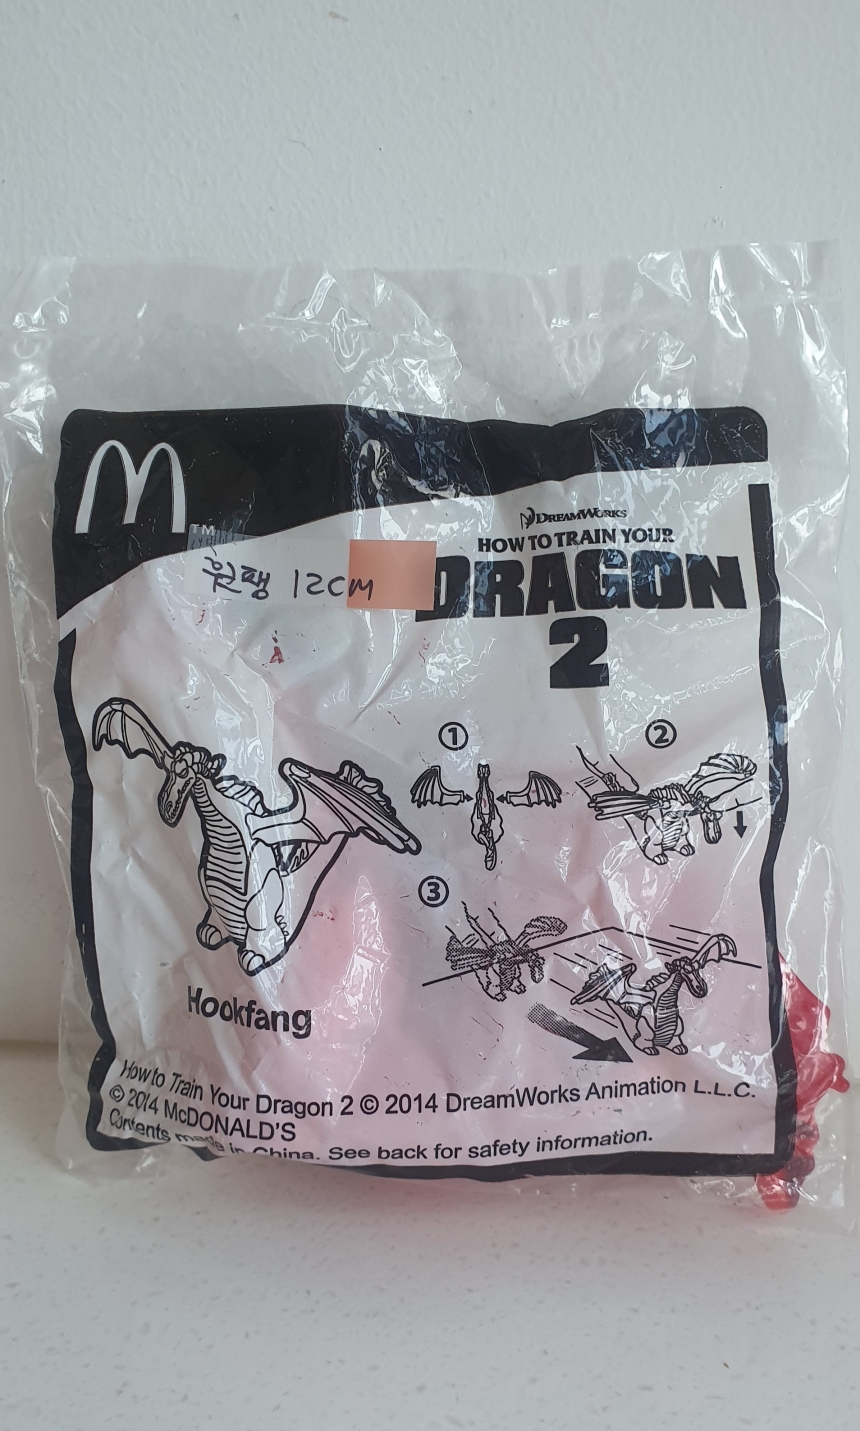 M
TM
DREAMWORKS
HOW TO TRAIN YOUR
DRAGON
2
12CM
①
②
③
Hookfang
How to Train Your Dragon 2 © 2014 DreamWorks Animation L.L.C.
© 2014 McDONALD'S
Contents made in China. See back for safety information.